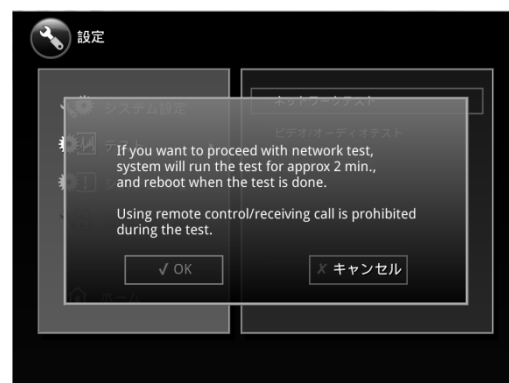 設定
システム設定
ネットワークテスト
ビデオ/オーディオテスト
If you want to proceed with network test,
system will run the test for approx 2 min.,
and reboot when the test is done.
Using remote control/receiving call is prohibited
during the test.
√ OK
X キャンセル
ホーム